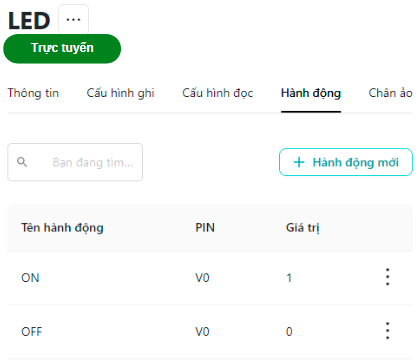 LED ...
Trực tuyến
Thông tin Cấu hình ghi Cấu hình đọc Hành động Chân ảo
Bạn đang tìm... + Hành động mới
Tên hành động PIN Giá trị
ON V0 1
OFF V0 0